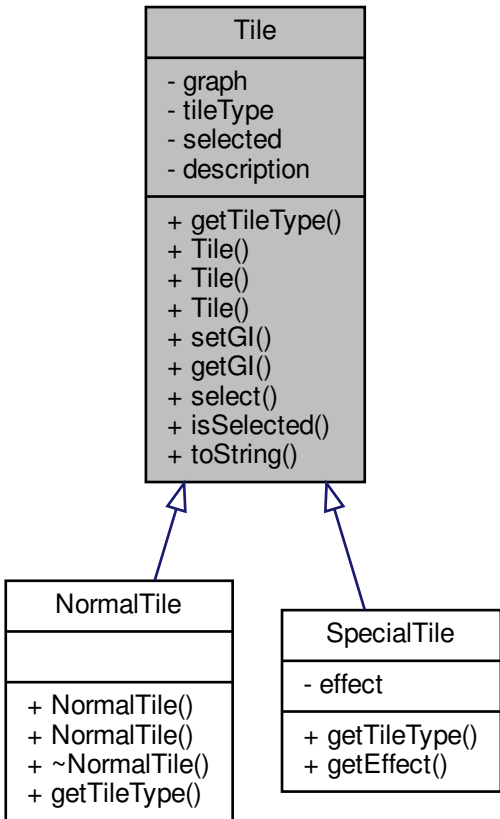 Tile
- graph
- tileType
- selected
- description
+ getTileType()
+ Tile()
+ Tile()
+ Tile()
+ setGI()
+ getGI()
+ select()
+ isSelected()
+ toString()
NormalTile
+ NormalTile()
+ NormalTile()
+ ~NormalTile()
+ getTileType()
SpecialTile
- effect
+ getTileType()
+ getEffect()